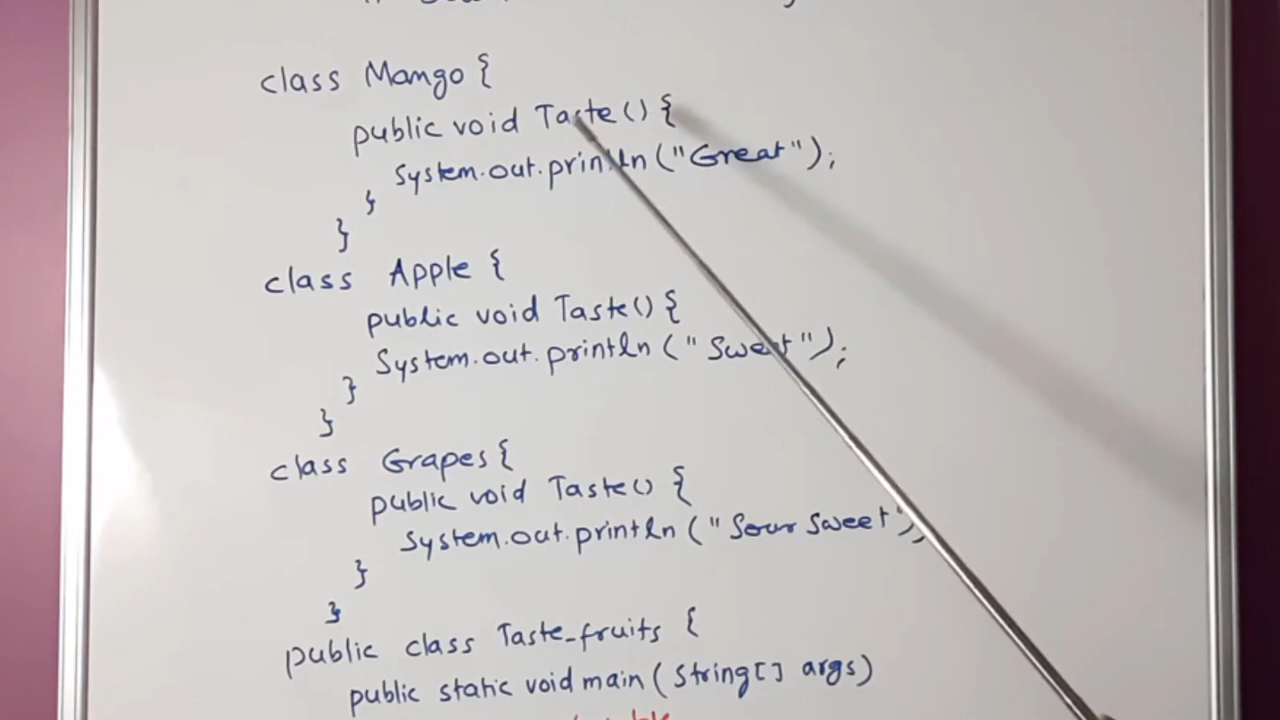 class Mango {
public void Taste() {
System.out.println("Great");
}
}
class Apple {
public void Taste() {
System.out.println("Sweet");
}
}
class Grapes {
public void Taste() {
System.out.println("Sour Sweet")
}
}
public class Taste_fruits {
public static void main(String[] args)